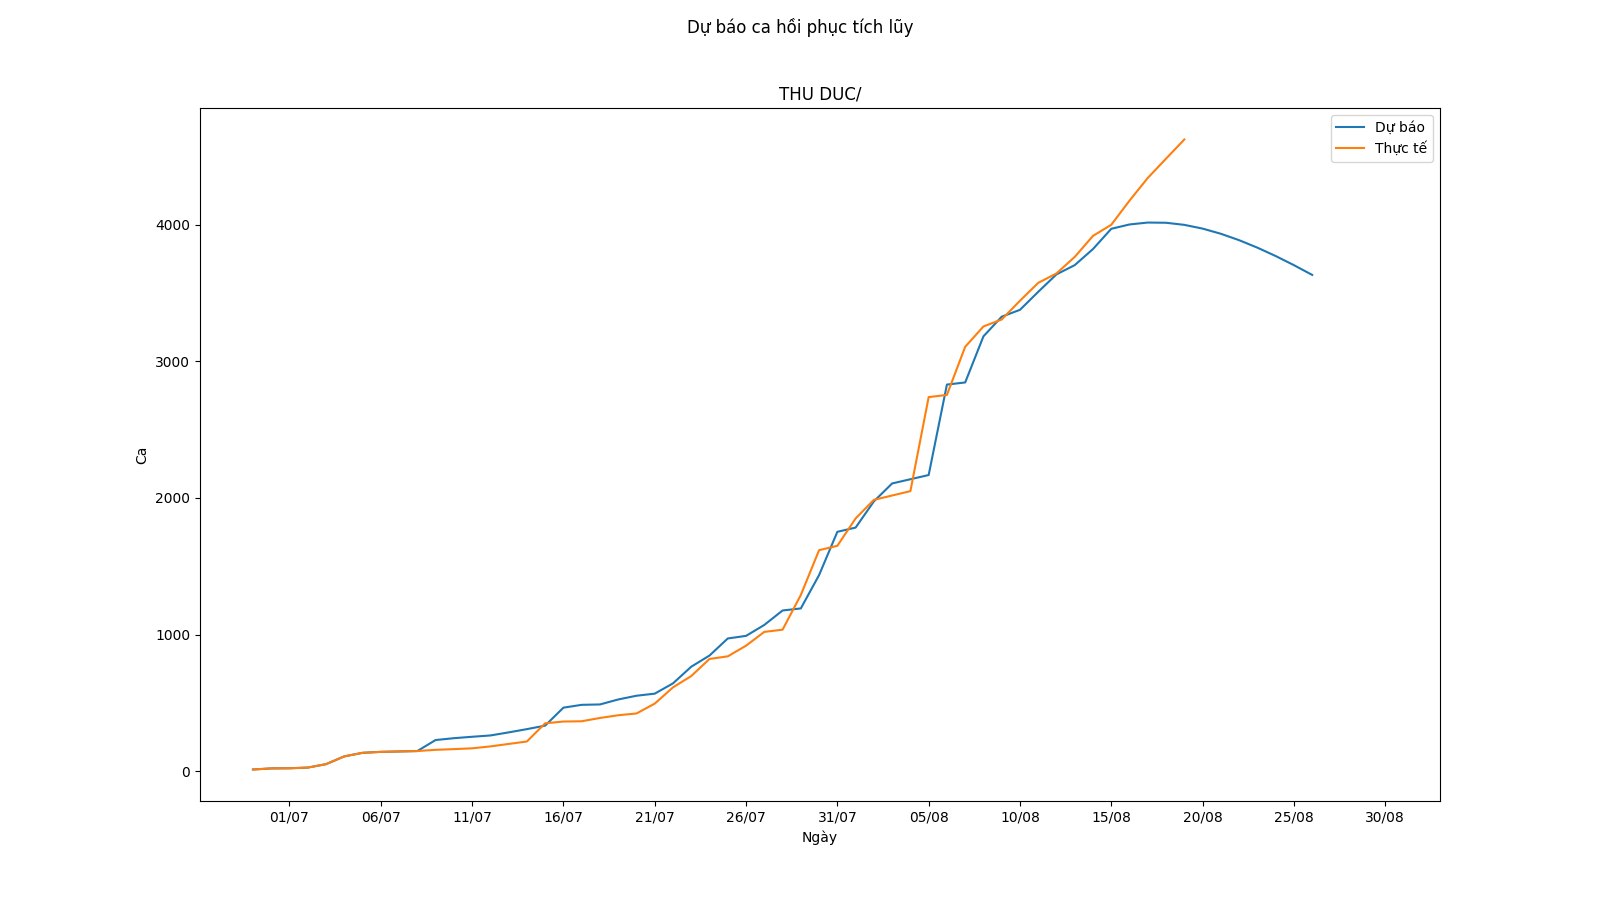 Dự báo ca hồi phục tích lũy
THU DUC/
Dự báo
Thực tế
4000
3000
2000
1000
0
Ca
01/07 06/07 11/07 16/07 21/07 26/07 31/07 05/08 10/08 15/08 20/08 25/08 30/08
Ngày